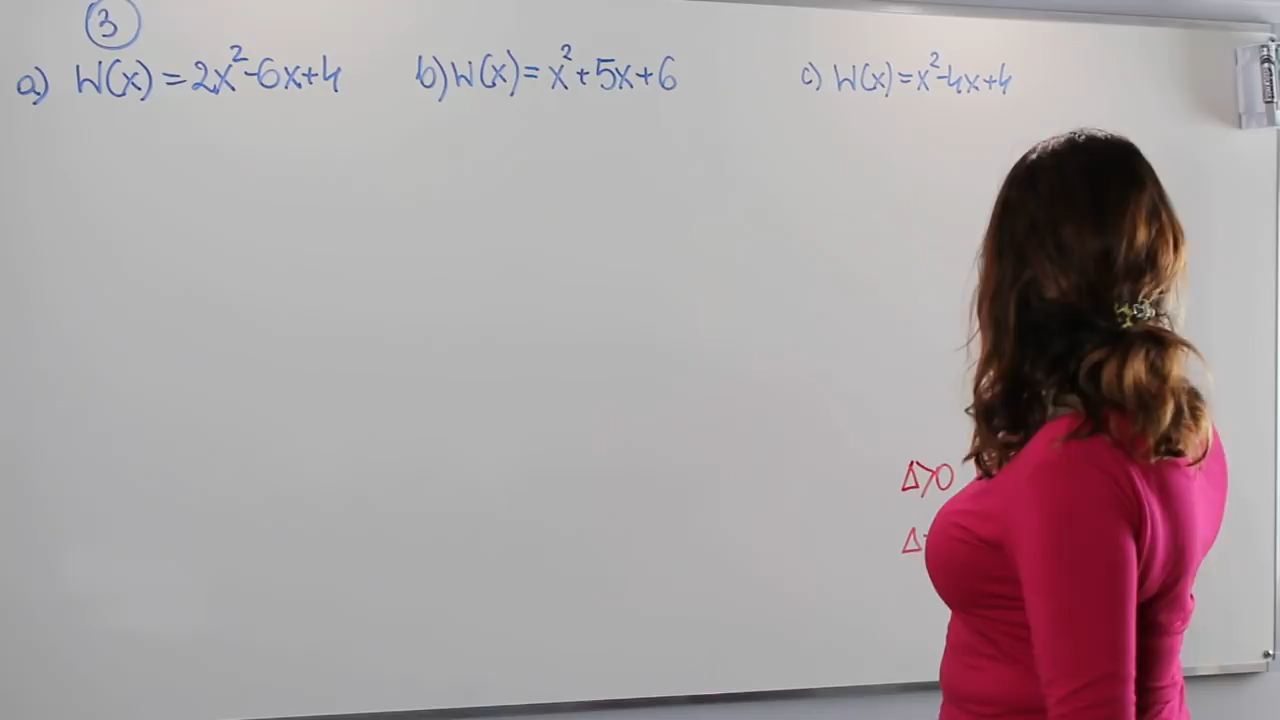 3
a) W(x)=2x²-6x+4 b) W(x)=x²+5x+6 c) W(x)=x²-4x+4
Δ>0
Δ